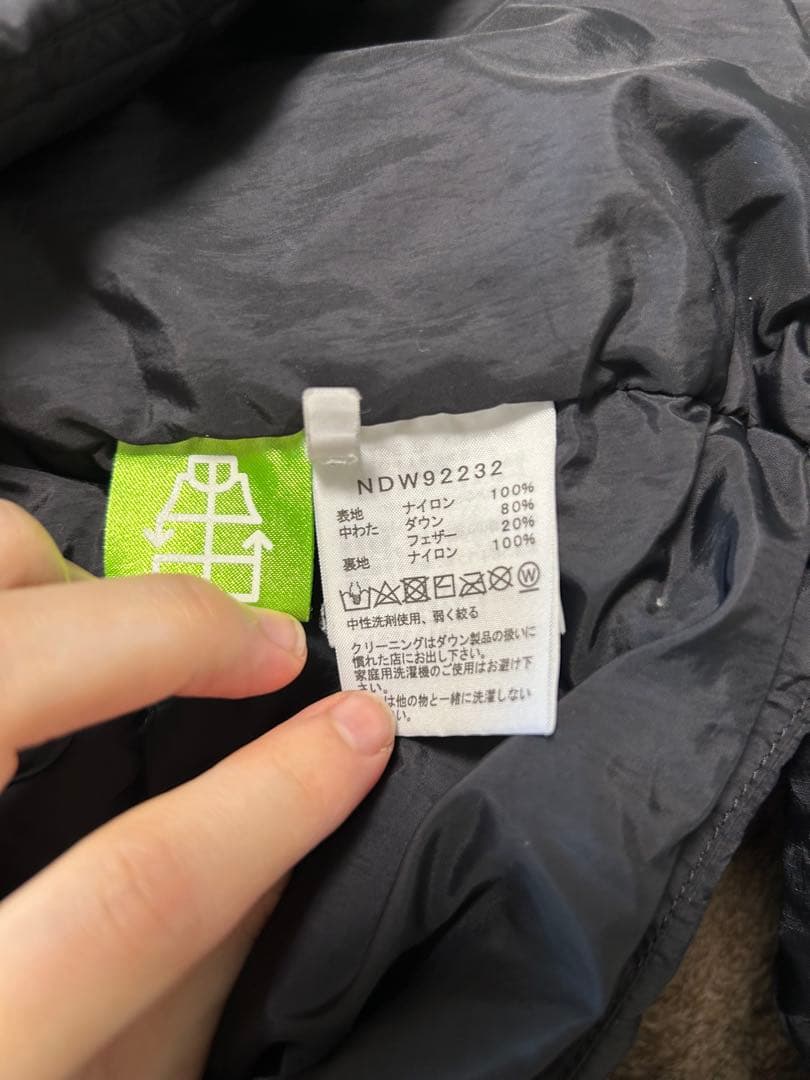 NDW92232
表地 ナイロン 100%
中わた ダウン 80%
フェザー 20%
裏地 ナイロン 100%
W
中性洗剤使用、弱く絞る
クリーニングはダウン製品の扱いに
慣れた店にお出し下さい。
家庭用洗濯機のご使用はお避け下
さい。
は他の物と一緒に洗濯しない
い。